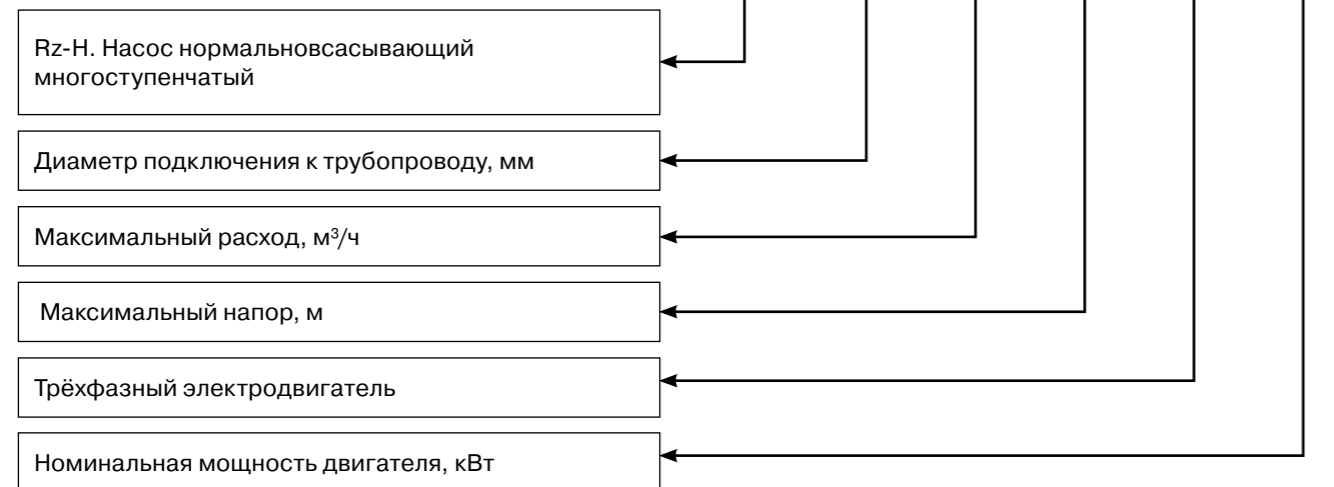 Rz-H. Насос нормальновсасывающий
многоступенчатый
Диаметр подключения к трубопроводу, мм
Максимальный расход, м³/ч
Максимальный напор, м
Трёхфазный электродвигатель
Номинальная мощность двигателя, кВт